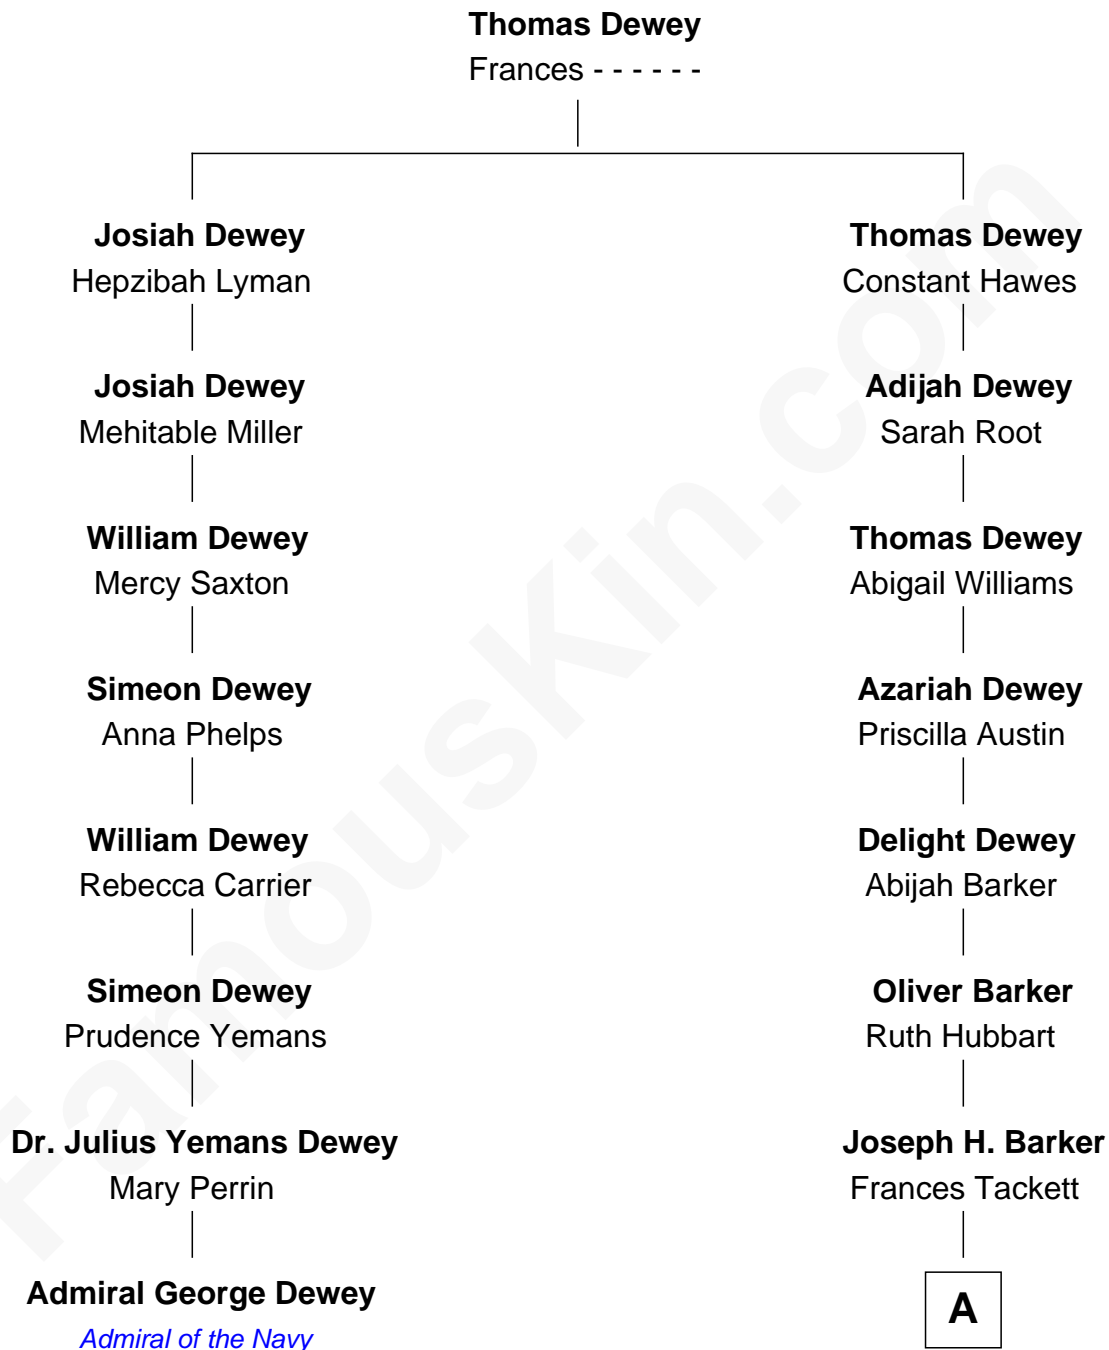 Thomas Dewey
Frances - - - - - -
Josiah Dewey
Hepzibah Lyman
Josiah Dewey
Mehitable Miller
William Dewey
Mercy Saxton
Simeon Dewey
Anna Phelps
William Dewey
Rebecca Carrier
Simeon Dewey
Prudence Yemans
Dr. Julius Yemans Dewey
Mary Perrin
Admiral George Dewey
Admiral of the Navy
Thomas Dewey
Constant Hawes
Adijah Dewey
Sarah Root
Thomas Dewey
Abigail Williams
Azariah Dewey
Priscilla Austin
Delight Dewey
Abijah Barker
Oliver Barker
Ruth Hubbart
Joseph H. Barker
Frances Tackett
A
FamousKin.com